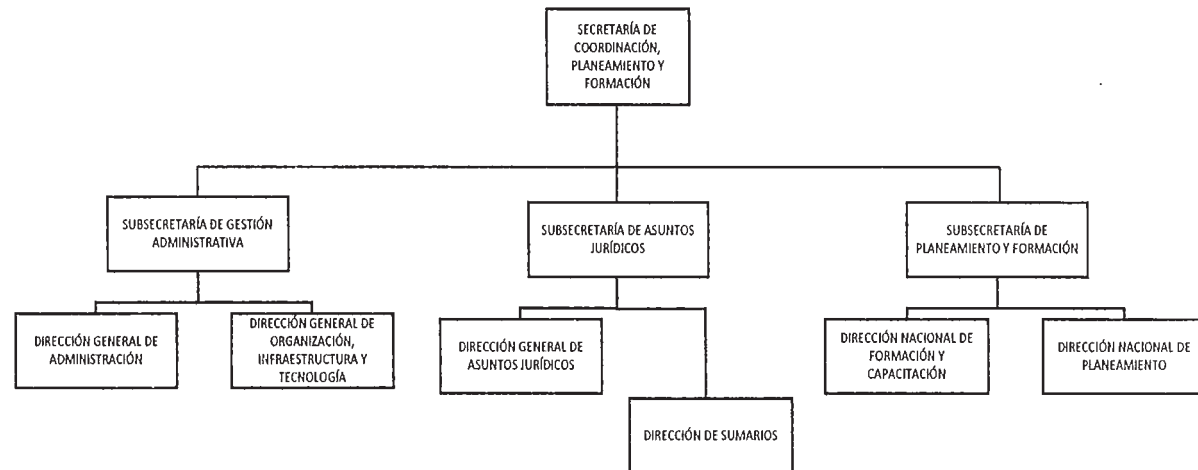 SECRETARÍA DE
COORDINACIÓN,
PLANEAMIENTO Y
FORMACIÓN
SUBSECRETARÍA DE GESTIÓN
ADMINISTRATIVA
SUBSECRETARÍA DE ASUNTOS
JURÍDICOS
SUBSECRETARÍA DE
PLANEAMIENTO Y FORMACIÓN
DIRECCIÓN GENERAL DE
ADMINISTRACIÓN
DIRECCIÓN GENERAL DE
ORGANIZACIÓN,
INFRAESTRUCTURA Y
TECNOLOGÍA
DIRECCIÓN GENERAL DE
ASUNTOS JURÍDICOS
DIRECCIÓN NACIONAL DE
FORMACIÓN Y
CAPACITACIÓN
DIRECCIÓN NACIONAL DE
PLANEAMIENTO
DIRECCIÓN DE SUMARIOS